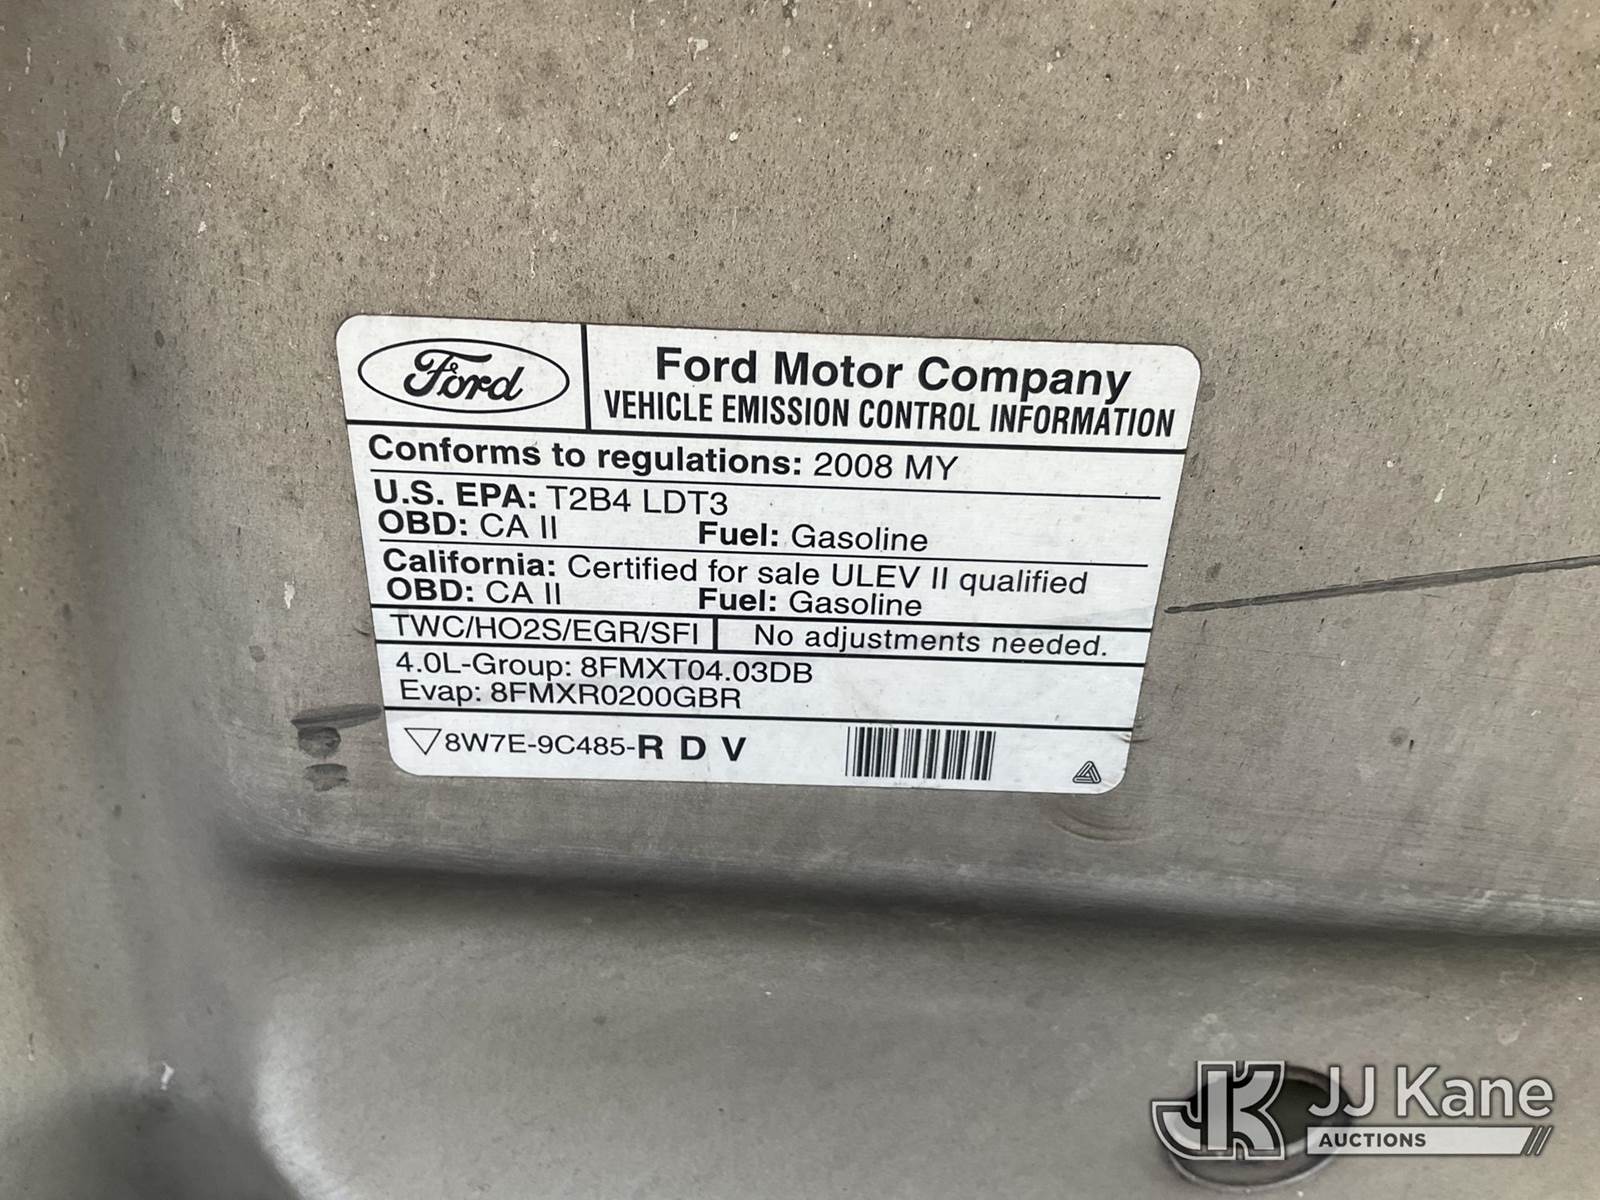 Ford
Ford Motor Company
VEHICLE EMISSION CONTROL INFORMATION
Conforms to regulations: 2008 MY
U.S. EPA: T2B4 LDT3
OBD: CA II Fuel: Gasoline
California: Certified for sale ULEV II qualified
OBD: CA II Fuel: Gasoline
TWC/HO2S/EGR/SFI No adjustments needed.
4.0L-Group: 8FMXT04.03DB
Evap: 8FMXR0200GBR
8W7E-9C485-R D V
JK JJ Kane
AUCTIONS